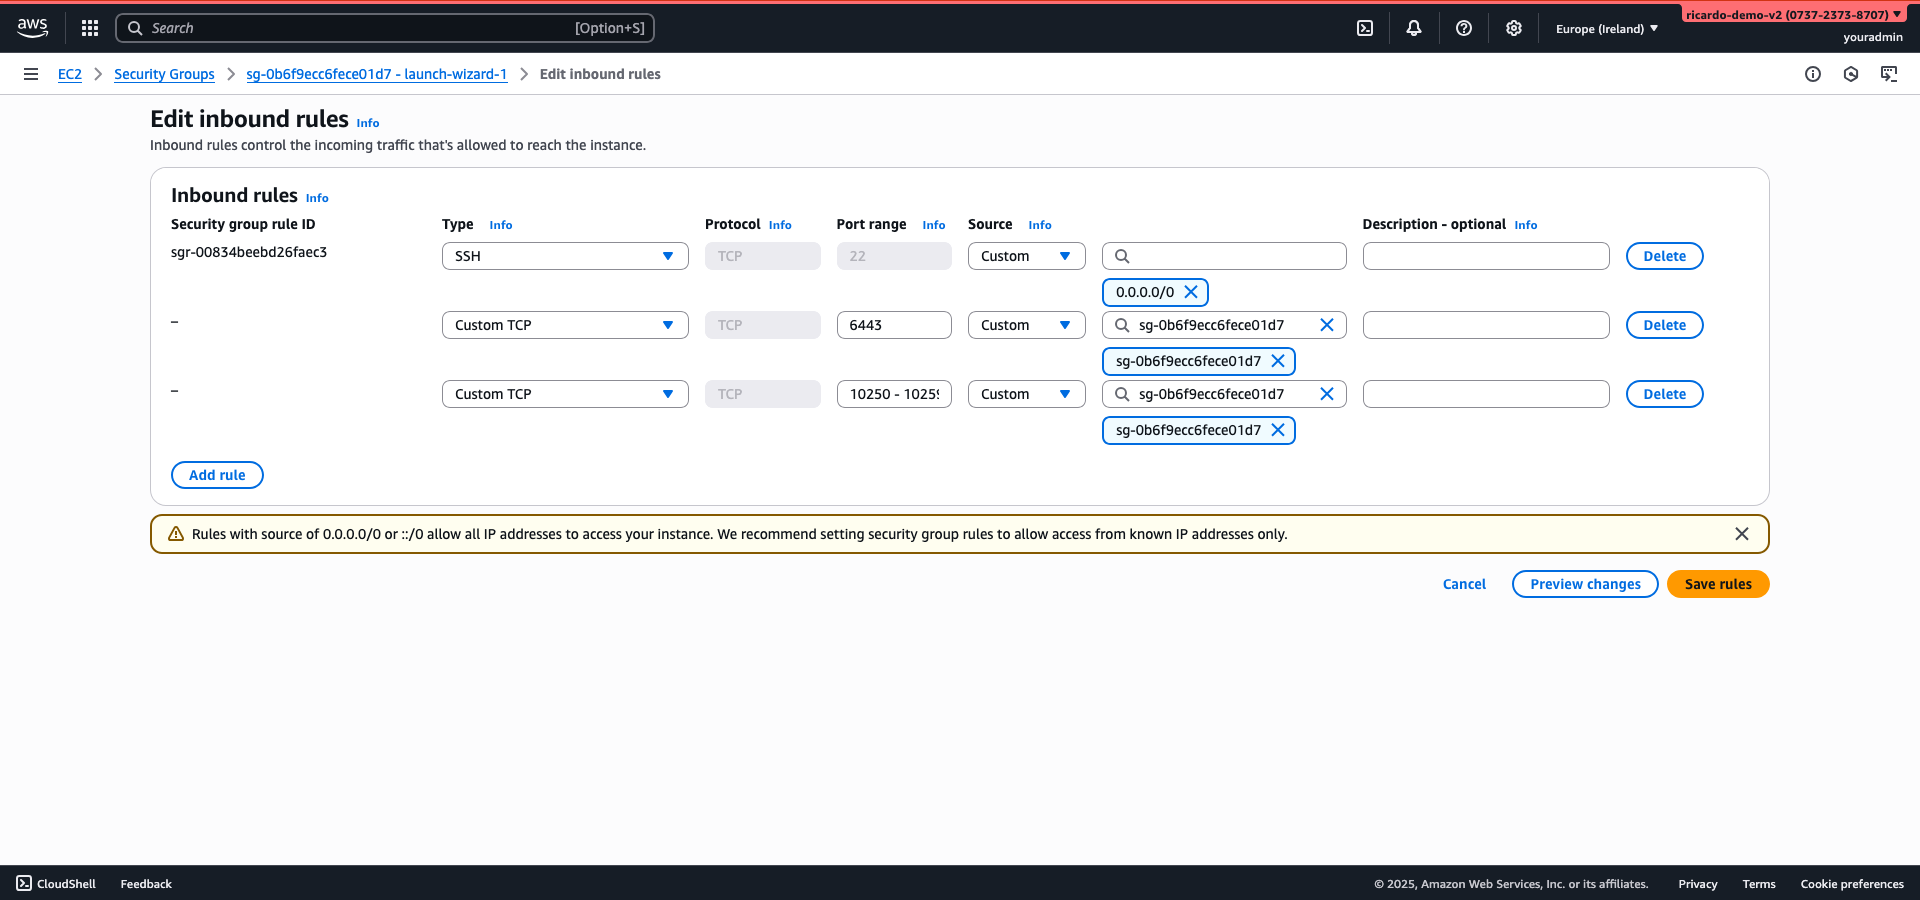 aws
Search [Option+S]
Europe (Ireland)
ricardo-demo-v2 (0737-2373-8707)
youradmin
EC2 Security Groups sg-0b6f9ecc6fece01d7 - launch-wizard-1 Edit inbound rules
Edit inbound rules Info
Inbound rules control the incoming traffic that's allowed to reach the instance.
Inbound rules Info
Security group rule ID Type Info Protocol Info Port range Info Source Info Description - optional Info
sgr-00834beebd26faec3 SSH TCP 22 Custom Delete
0.0.0.0/0
– Custom TCP TCP 6443 Custom sg-0b6f9ecc6fece01d7 Delete
sg-0b6f9ecc6fece01d7
– Custom TCP TCP 10250 - 10259 Custom sg-0b6f9ecc6fece01d7 Delete
sg-0b6f9ecc6fece01d7
Add rule
Rules with source of 0.0.0.0/0 or ::/0 allow all IP addresses to access your instance. We recommend setting security group rules to allow access from known IP addresses only.
Cancel Preview changes Save rules
CloudShell Feedback © 2025, Amazon Web Services, Inc. or its affiliates. Privacy Terms Cookie preferences